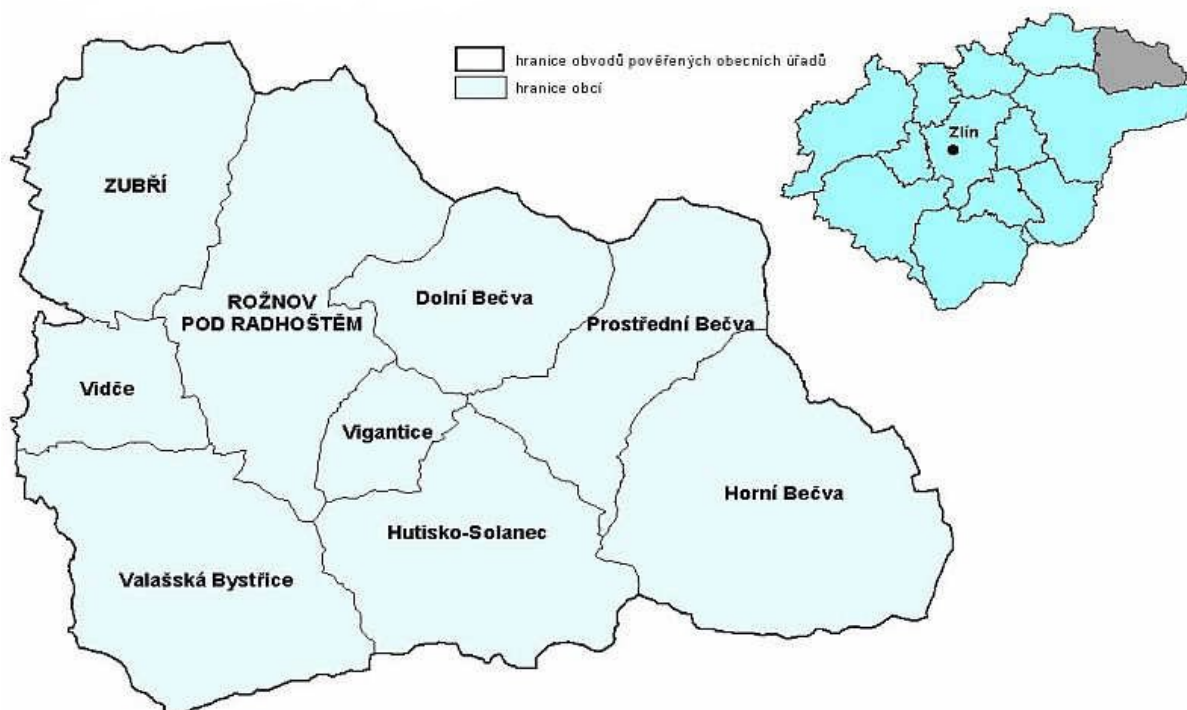 hranice obvodů pověřených obecních úřadů
hranice obcí
Zlín
ZUBŘÍ
ROŽNOV
POD RADHOŠTĚM
Dolní Bečva
Prostřední Bečva
Vidče
Vigantice
Horní Bečva
Hutisko-Solanec
Valašská Bystřice